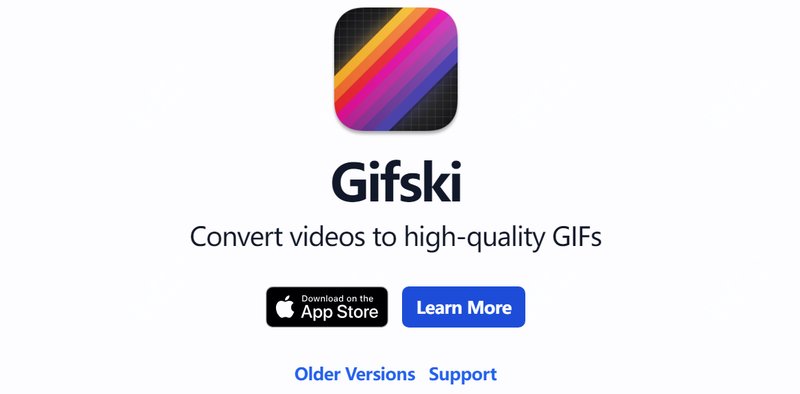 Gifski
Convert videos to high-quality GIFs
Download on the
App Store
Learn More
Older Versions Support